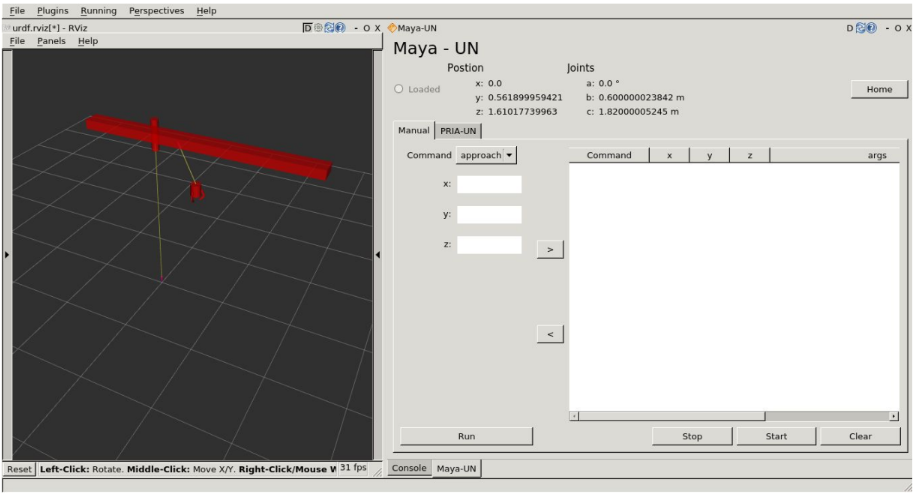 File Plugins Running Perspectives Help
urdf.rviz[*] - RViz
D
- O X
File Panels Help
Reset Left-Click: Rotate. Middle-Click: Move X/Y. Right-Click/Mouse W 31 fps
Maya-UN
D
- O X
Maya - UN
Postion Joints
Loaded
x: 0.0 a: 0.0 °
y: 0.561899959421 b: 0.600000023842 m
z: 1.61017739963 c: 1.82000005245 m
Home
Manual PRIA-UN
Command approach
x:
y:
z:
>
<
Command x y z args
Run
Stop Start Clear
Console Maya-UN